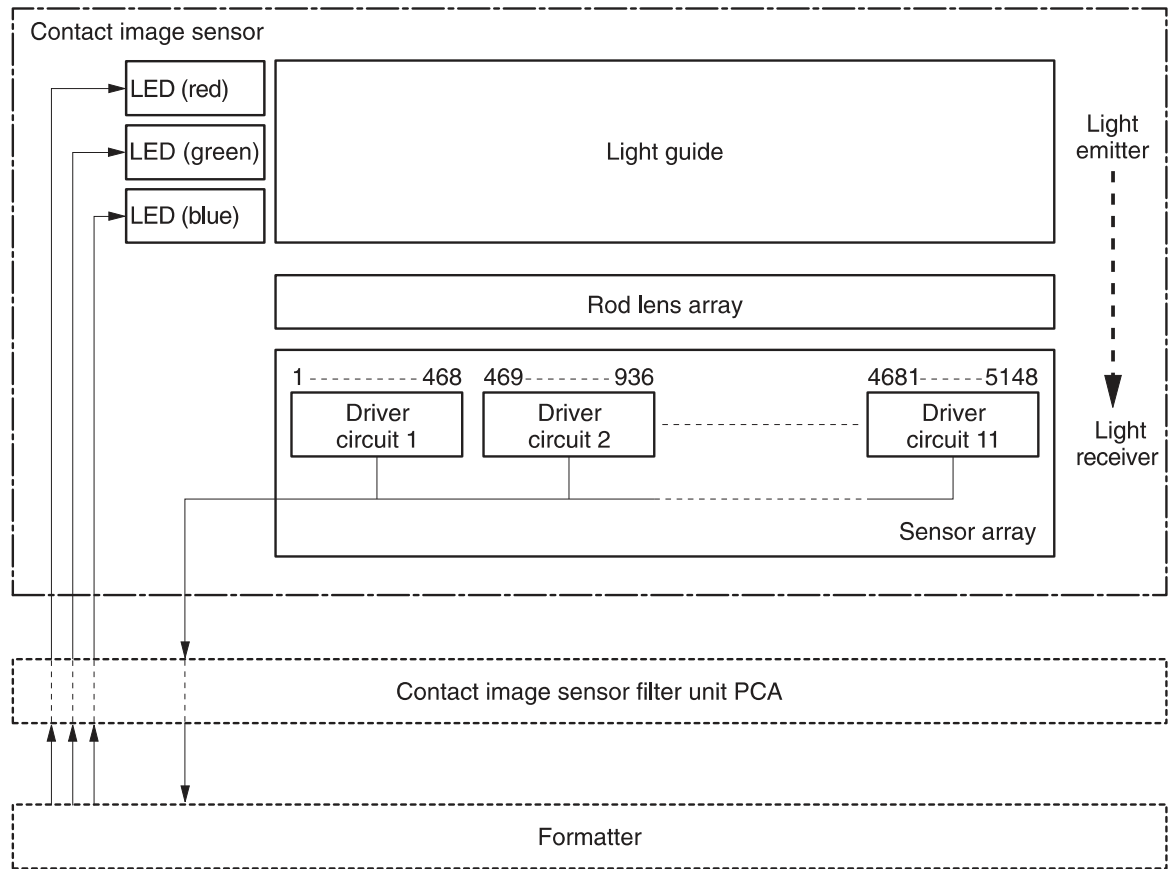 Contact image sensor
LED (red)
LED (green)
LED (blue)
Light guide
Light
emitter
Rod lens array
1 468 469 936 4681 5148
Driver
circuit 1
Driver
circuit 2
Driver
circuit 11
Light
receiver
Sensor array
Contact image sensor filter unit PCA
Formatter